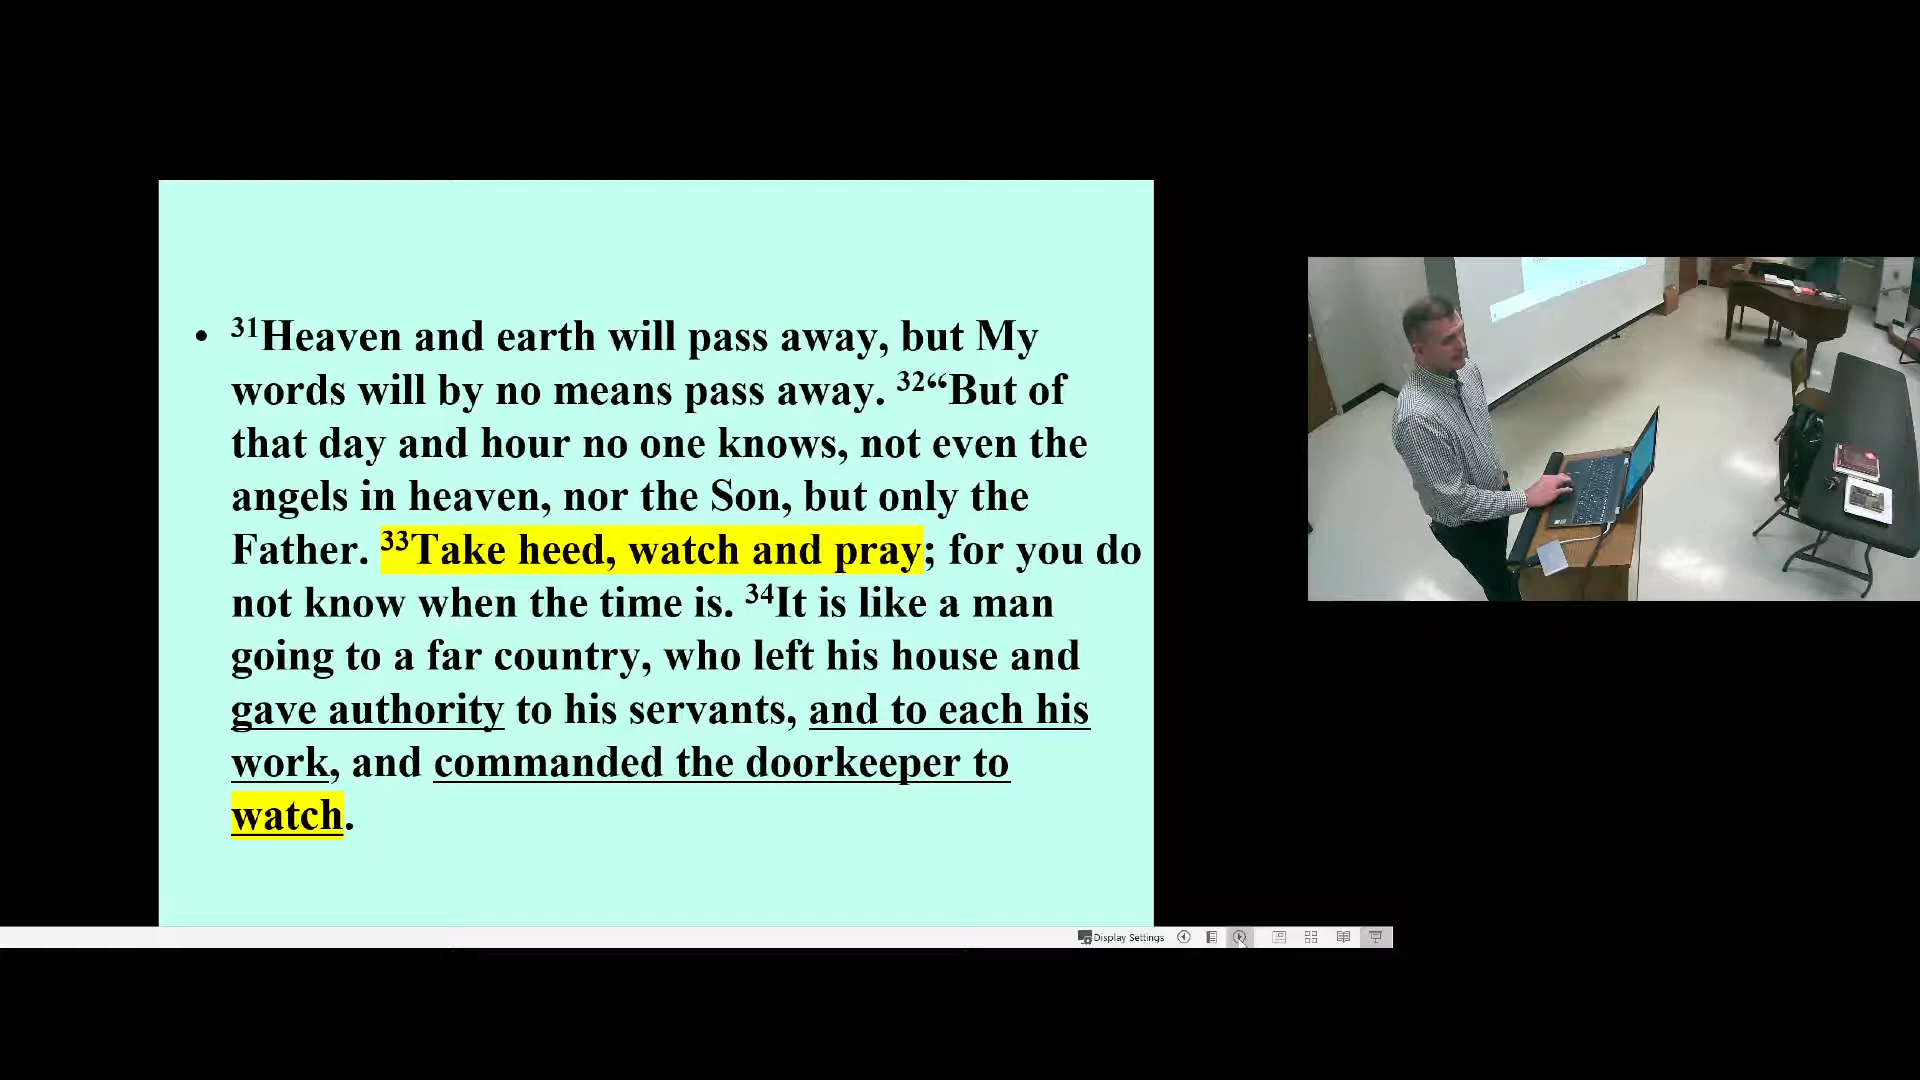 • ³¹Heaven and earth will pass away, but My
words will by no means pass away. ³²“But of
that day and hour no one knows, not even the
angels in heaven, nor the Son, but only the
Father. ³³Take heed, watch and pray; for you do
not know when the time is. ³⁴It is like a man
going to a far country, who left his house and
gave authority to his servants, and to each his
work, and commanded the doorkeeper to
watch.
Display Settings